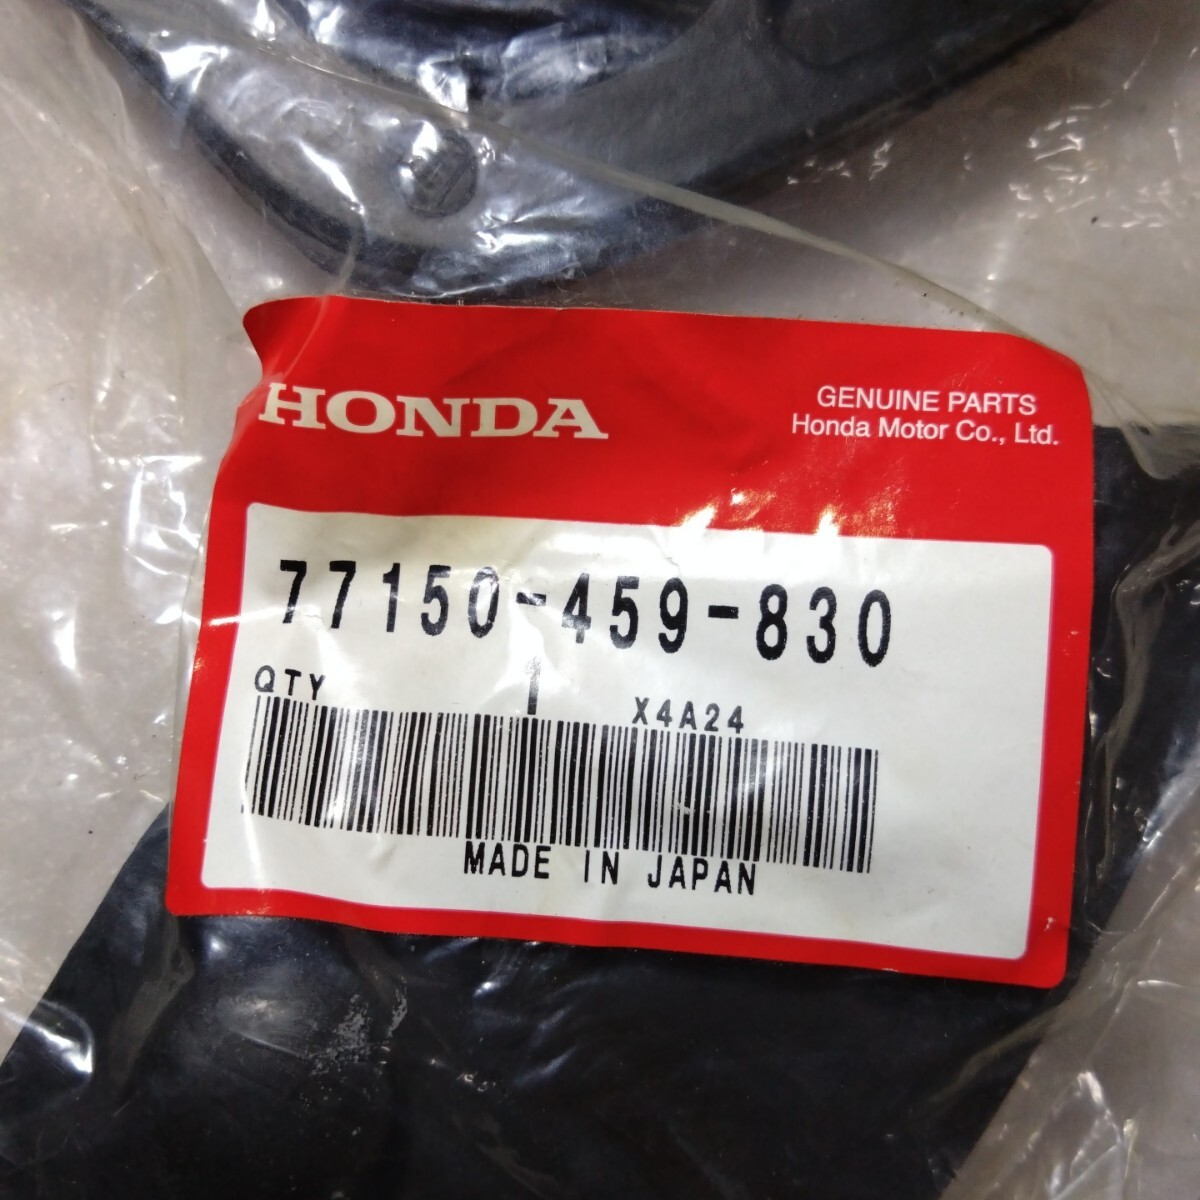 HONDA
GENUINE PARTS
Honda Motor Co., Ltd.
77150-459-830
QTY 1 X4A24
MADE IN JAPAN